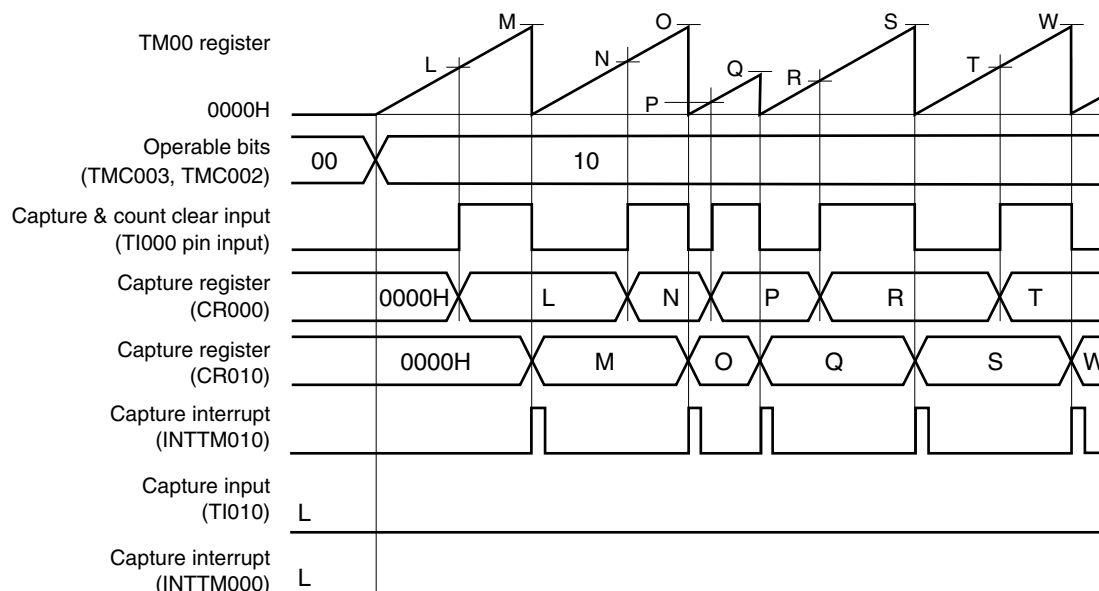 M O S W
TM00 register
L N Q R T
P
0000H
Operable bits
(TMC003, TMC002)
00 10
Capture & count clear input
(TI000 pin input)
Capture register
(CR000)
0000H L N P R T
Capture register
(CR010)
0000H M O Q S W
Capture interrupt
(INTTM010)
Capture input
(TI010)
L
Capture interrupt
(INTTM000)
L